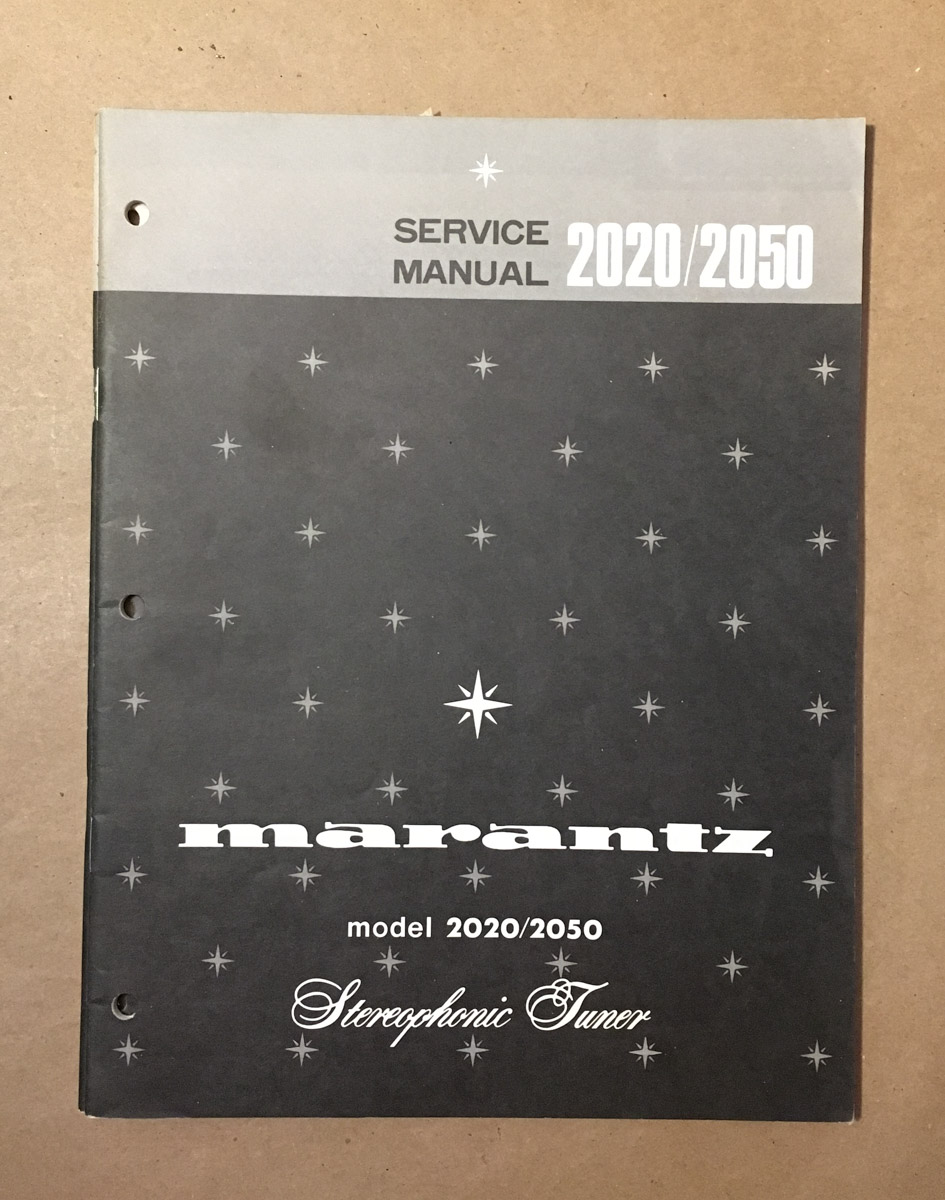 SERVICE
MANUAL 2020/2050
marantz
model 2020/2050
Stereophonic Tuner